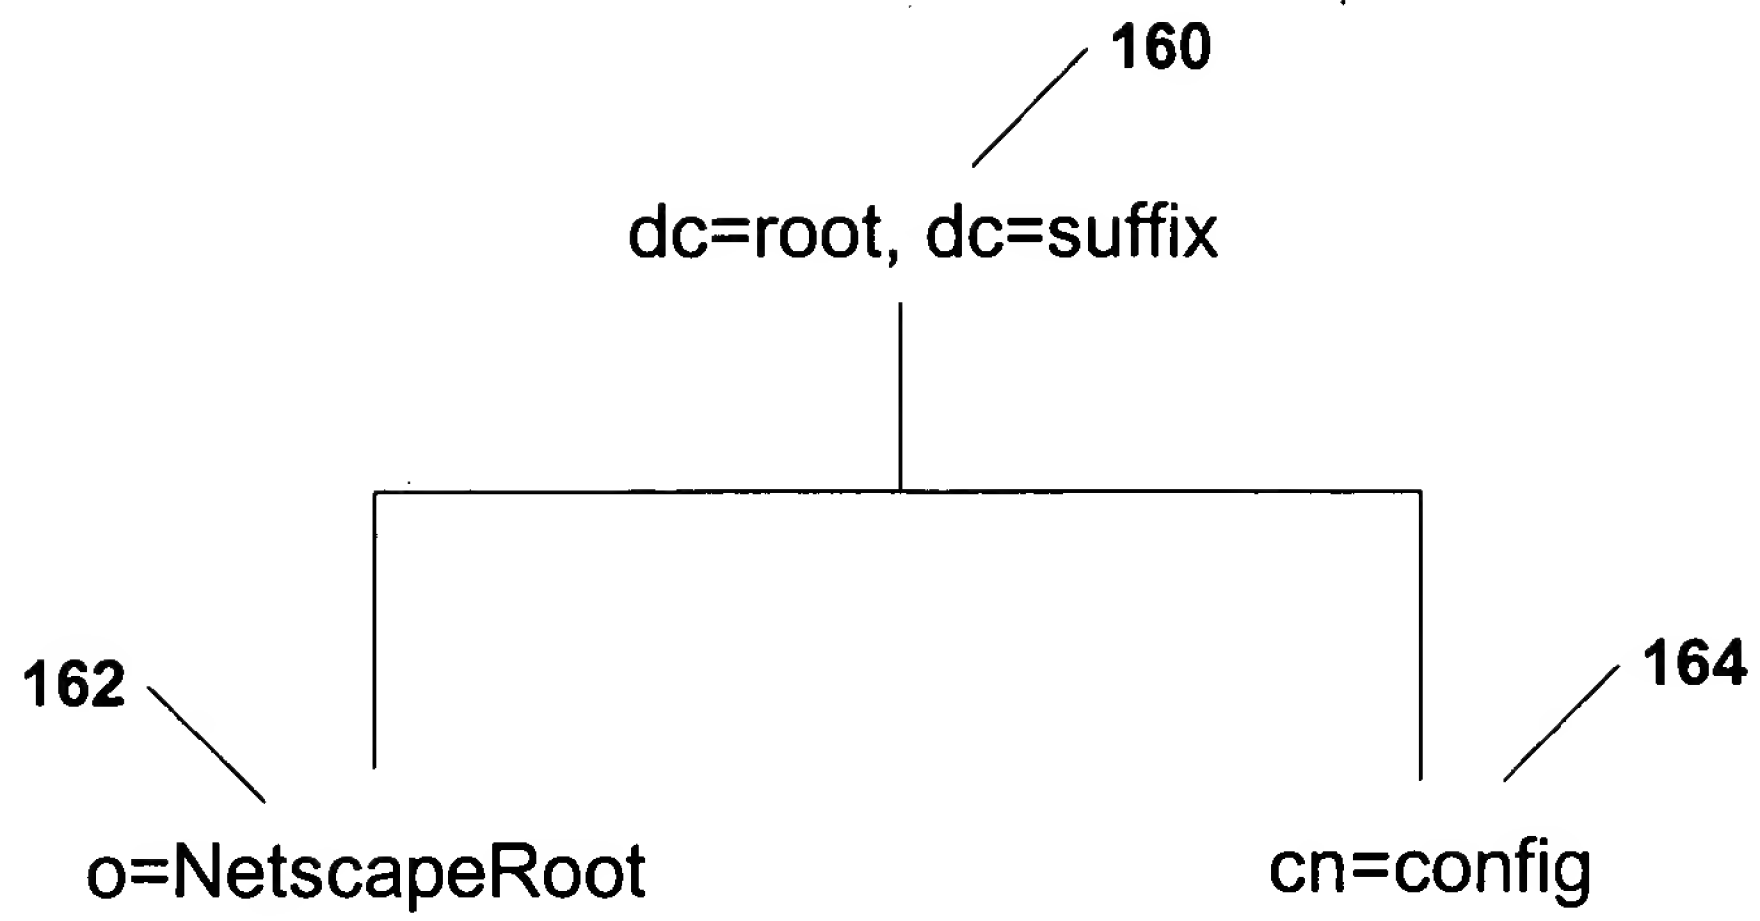 160
dc=root, dc=suffix
162
164
o=NetscapeRoot
cn=config